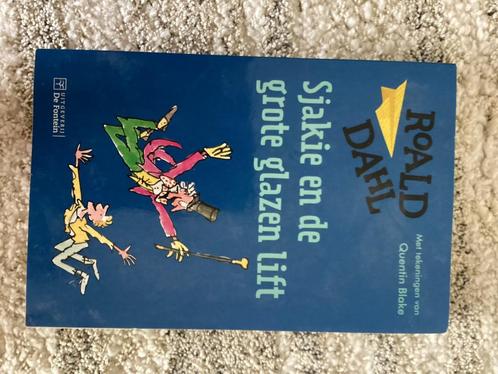 ROALD
DAHL
Met tekeningen van
Quentin Blake
Sjakie en de
grote glazen lift
UITGEVERIJ
De Fontein